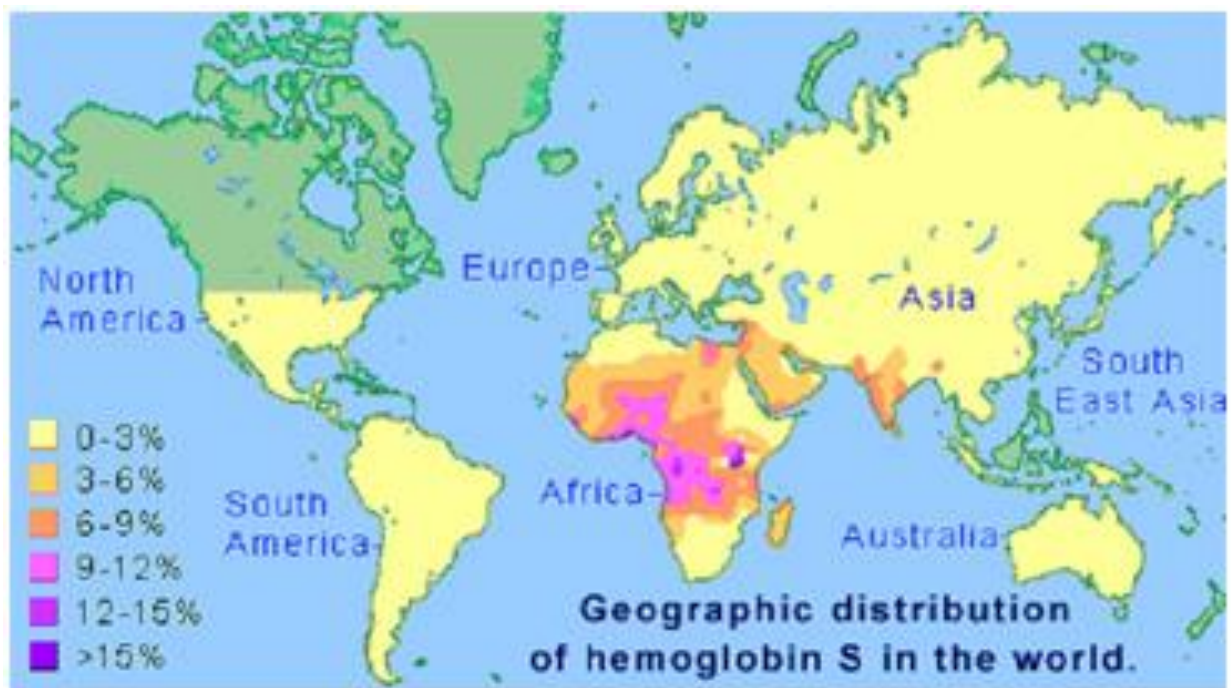 North
America
Europe
Asia
South
East Asia
0-3%
3-6%
6-9%
9-12%
12-15%
>15%
South
America
Africa
Australia
Geographic distribution
of hemoglobin S in the world.